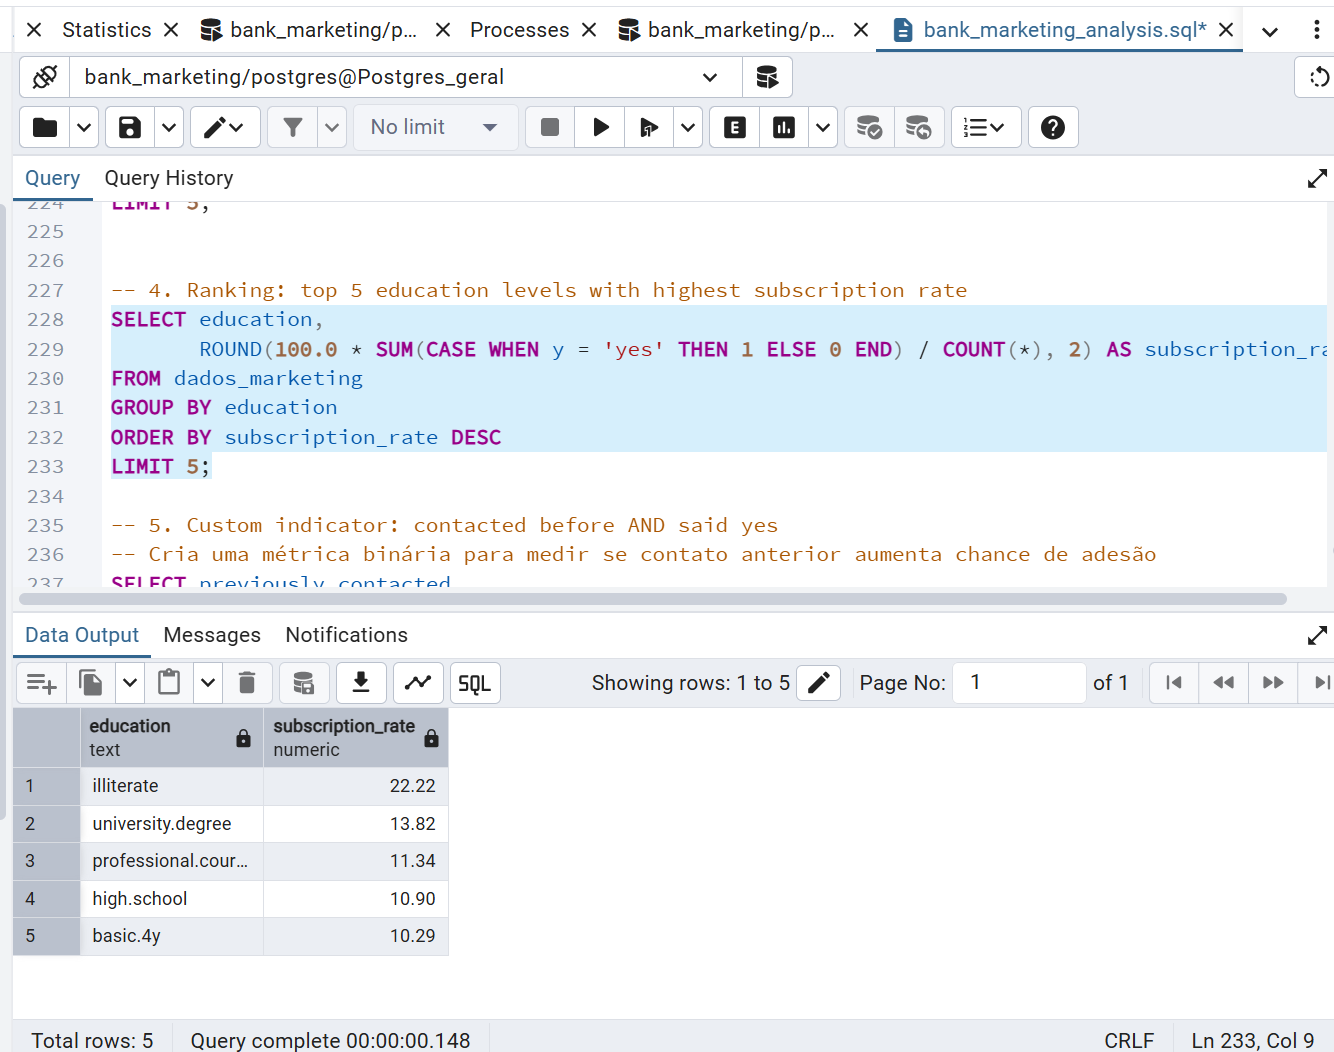 Statistics
bank_marketing/p...
Processes
bank_marketing/p...
bank_marketing_analysis.sql*
bank_marketing/postgres@Postgres_geral
No limit
E
Query
Query History
224 LIMIT 5;
225
226
227 -- 4. Ranking: top 5 education levels with highest subscription rate
228 SELECT education,
229 ROUND(100.0 * SUM(CASE WHEN y = 'yes' THEN 1 ELSE 0 END) / COUNT(*), 2) AS subscription_ra
230 FROM dados_marketing
231 GROUP BY education
232 ORDER BY subscription_rate DESC
233 LIMIT 5;
234
235 -- 5. Custom indicator: contacted before AND said yes
236 -- Cria uma métrica binária para medir se contato anterior aumenta chance de adesão
237 SELECT previously_contacted
Data Output
Messages
Notifications
SQL
Showing rows: 1 to 5
Page No: 1 of 1
education text
subscription_rate numeric
1 illiterate 22.22
2 university.degree 13.82
3 professional.cour... 11.34
4 high.school 10.90
5 basic.4y 10.29
Total rows: 5
Query complete 00:00:00.148
CRLF
Ln 233, Col 9